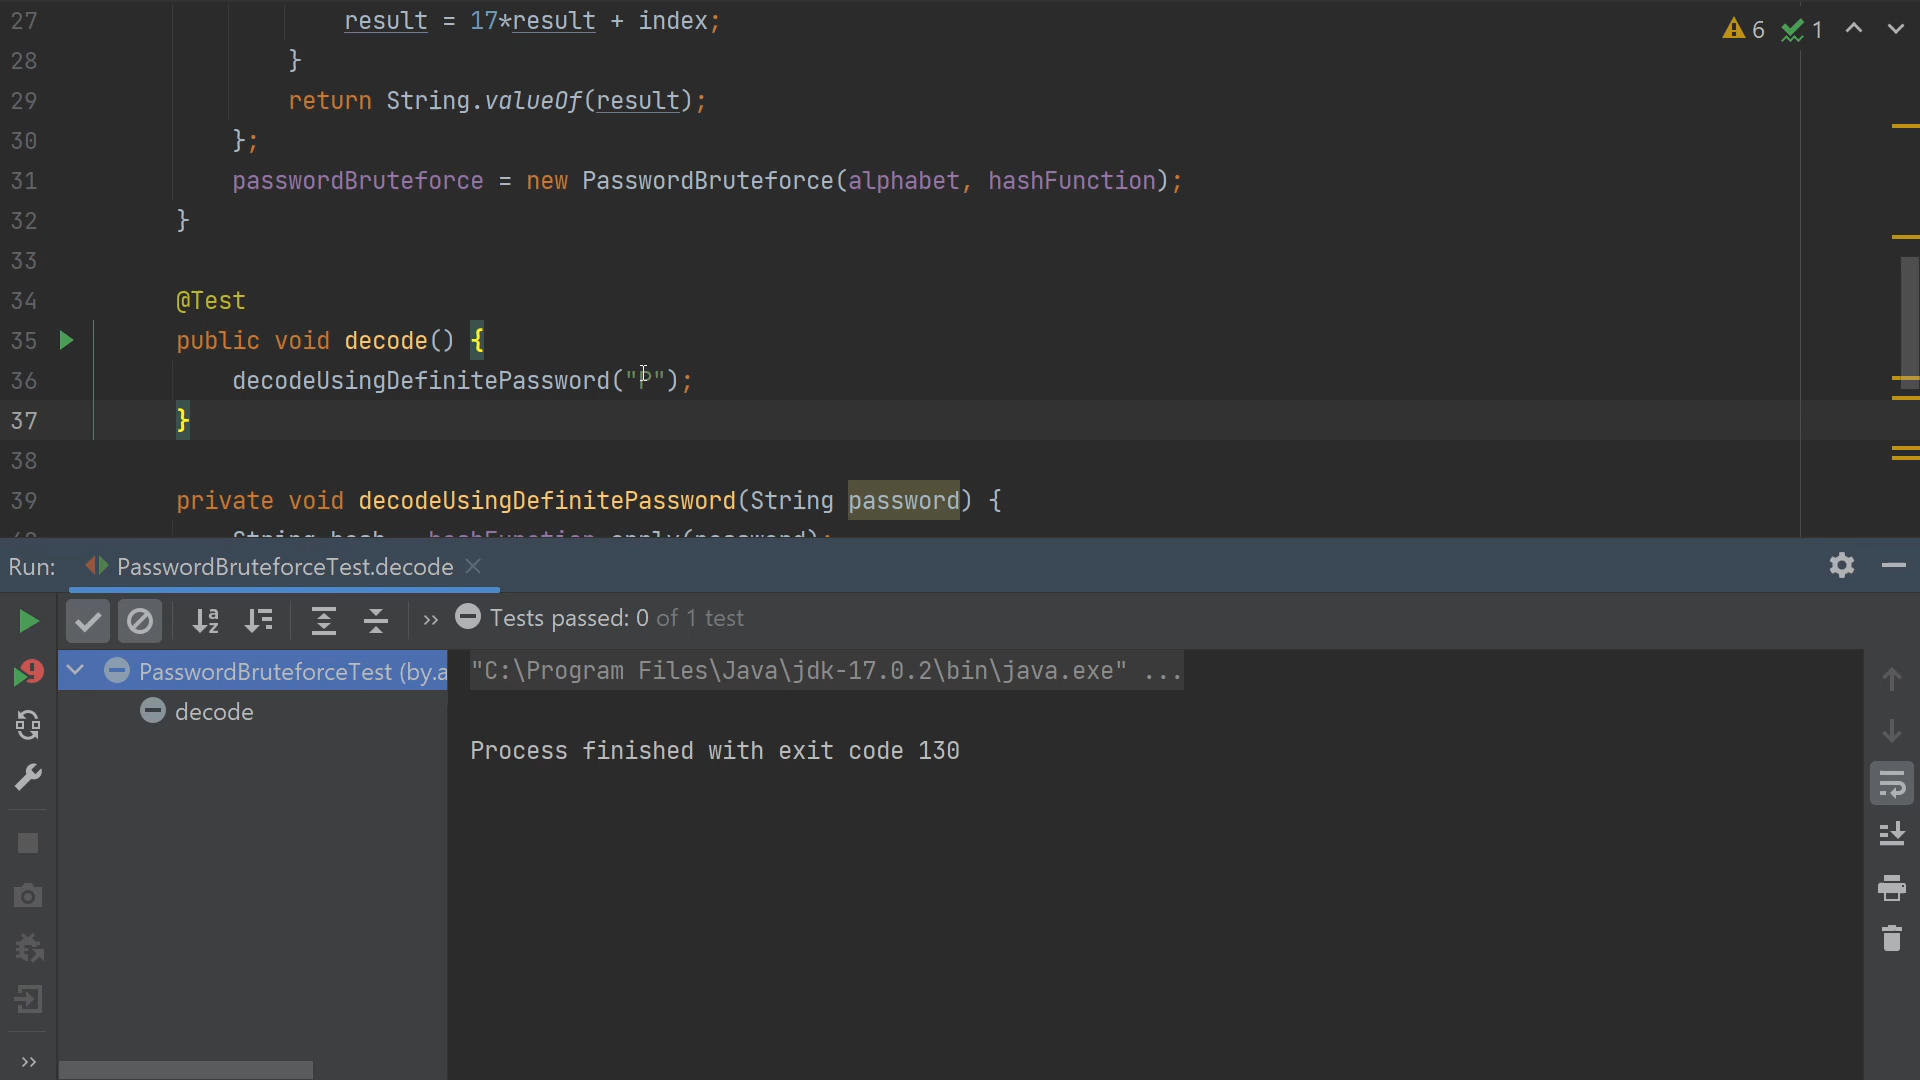 27 result = 17*result + index;
28 }
29 return String.valueOf(result);
30 };
31 passwordBruteforce = new PasswordBruteforce(alphabet, hashFunction);
32 }
33
34 @Test
35 public void decode() {
36 decodeUsingDefinitePassword("P");
37 }
38
39 private void decodeUsingDefinitePassword(String password) {
6 1
Run: PasswordBruteforceTest.decode
» Tests passed: 0 of 1 test
PasswordBruteforceTest (by.a
decode
"C:\Program Files\Java\jdk-17.0.2\bin\java.exe" ...
Process finished with exit code 130
»